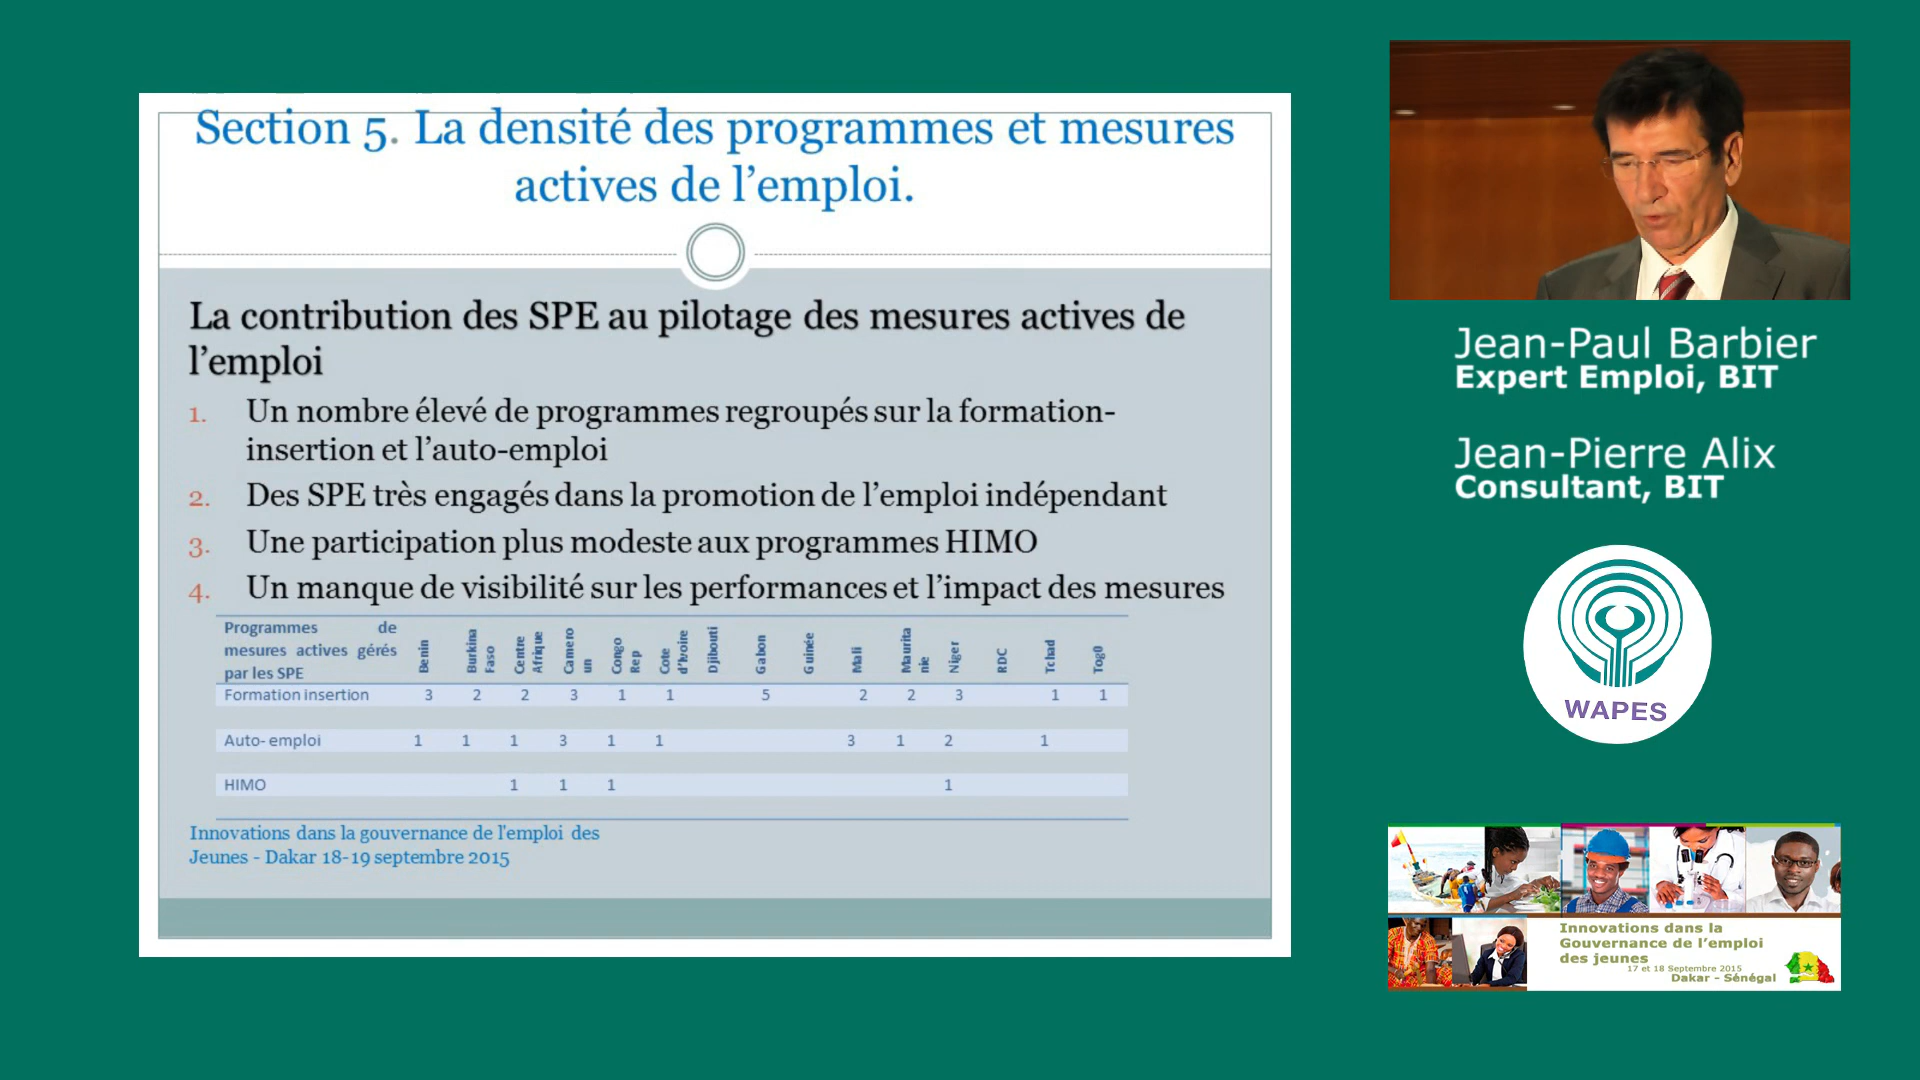 Section 5. La densité des programmes et mesures
actives de l’emploi.
La contribution des SPE au pilotage des mesures actives de
l’emploi
1. Un nombre élevé de programmes regroupés sur la formation-
insertion et l’auto-emploi
2. Des SPE très engagés dans la promotion de l’emploi indépendant
3. Une participation plus modeste aux programmes HIMO
4. Un manque de visibilité sur les performances et l’impact des mesures
Programmes de
mesures actives gérés
par les SPE
Benin
Burkina
Faso
Centre
Afrique
Camero
un
Congo
Rep
Cote
d’Ivoire
Djibouti
Gabon
Guinée
Mali
Maurita
nie
Niger
RDC
Tchad
Tog0
Formation insertion 3 2 2 3 1 1 5 2 2 3 1 1
Auto- emploi 1 1 1 3 1 1 3 1 2 1
HIMO 1 1 1 1
Innovations dans la gouvernance de l'emploi des
Jeunes - Dakar 18-19 septembre 2015
Jean-Paul Barbier
Expert Emploi, BIT
Jean-Pierre Alix
Consultant, BIT
WAPES
Innovations dans la
Gouvernance de l’emploi
des jeunes
17 et 18 Septembre 2015
Dakar - Sénégal